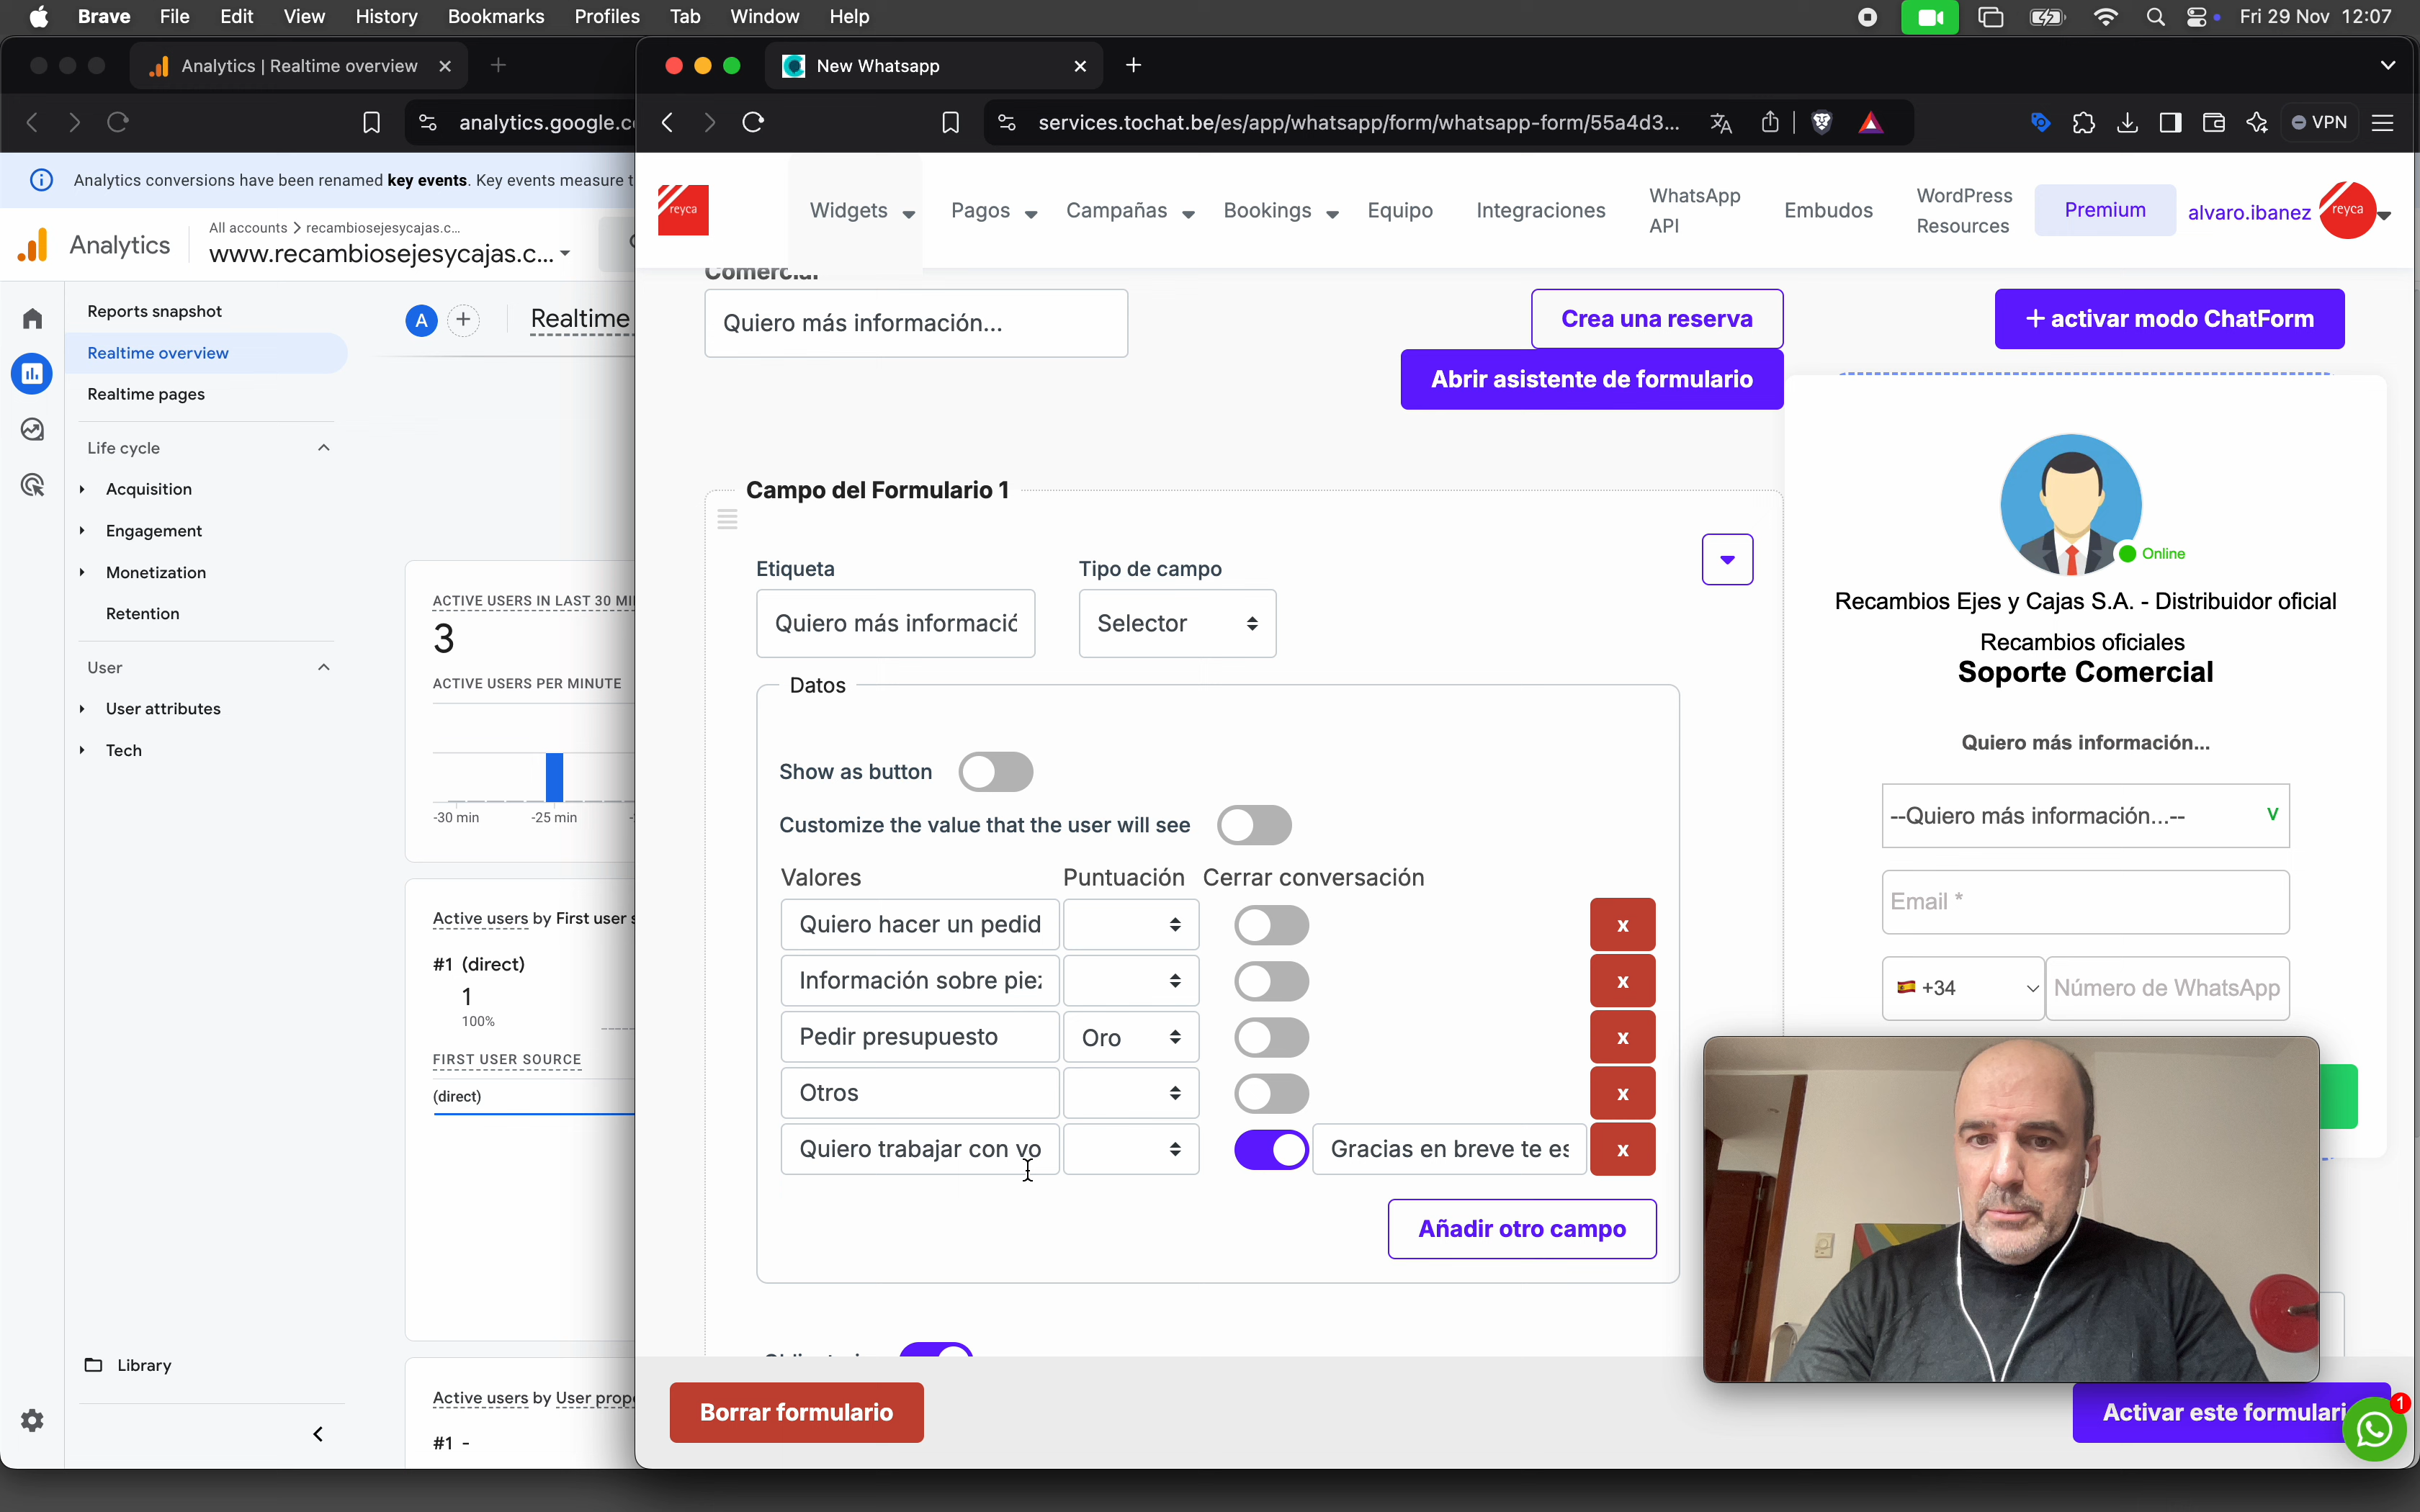 Brave File Edit View History Bookmarks Profiles Tab Window Help
Fri 29 Nov 12:07
Analytics | Realtime overview
New Whatsapp
services.tochat.be/es/app/whatsapp/form/whatsapp-form/55a4d3...
VPN
Analytics conversions have been renamed key events. Key events measure
Analytics
All accounts > recambiosejesycajas.c...
www.recambiosejesycajas.c...
Reports snapshot
Realtime overview
Realtime pages
Life cycle
Acquisition
Engagement
Monetization
Retention
User
User attributes
Tech
Library
A
Realtime
ACTIVE USERS IN LAST 30
3
ACTIVE USERS PER MINUTE
-30 min -25 min
Active users by First user
#1 (direct)
1
100%
FIRST USER SOURCE
(direct)
Active users by User
#1 -
reyca
Widgets
Pagos
Campañas
Bookings
Equipo
Integraciones
WhatsApp
API
Embudos
WordPress
Resources
Premium
alvaro.ibanez
reyca
Comercial
Quiero más información...
Crea una reserva
Abrir asistente de formulario
+ activar modo ChatForm
Campo del Formulario 1
Etiqueta
Tipo de campo
Quiero más informació
Selector
Datos
Show as button
Customize the value that the user will see
Valores Puntuación Cerrar conversación
Quiero hacer un pedid
x
Información sobre
x
Pedir presupuesto Oro
x
Otros
x
Quiero trabajar con vo
Gracias en breve te es
x
Añadir otro campo
Borrar formulario
Online
Recambios Ejes y Cajas S.A. - Distribuidor oficial
Recambios oficiales
Soporte Comercial
Quiero más información...
--Quiero más información...--
V
Email *
+34
Número de WhatsApp
Activar este
1